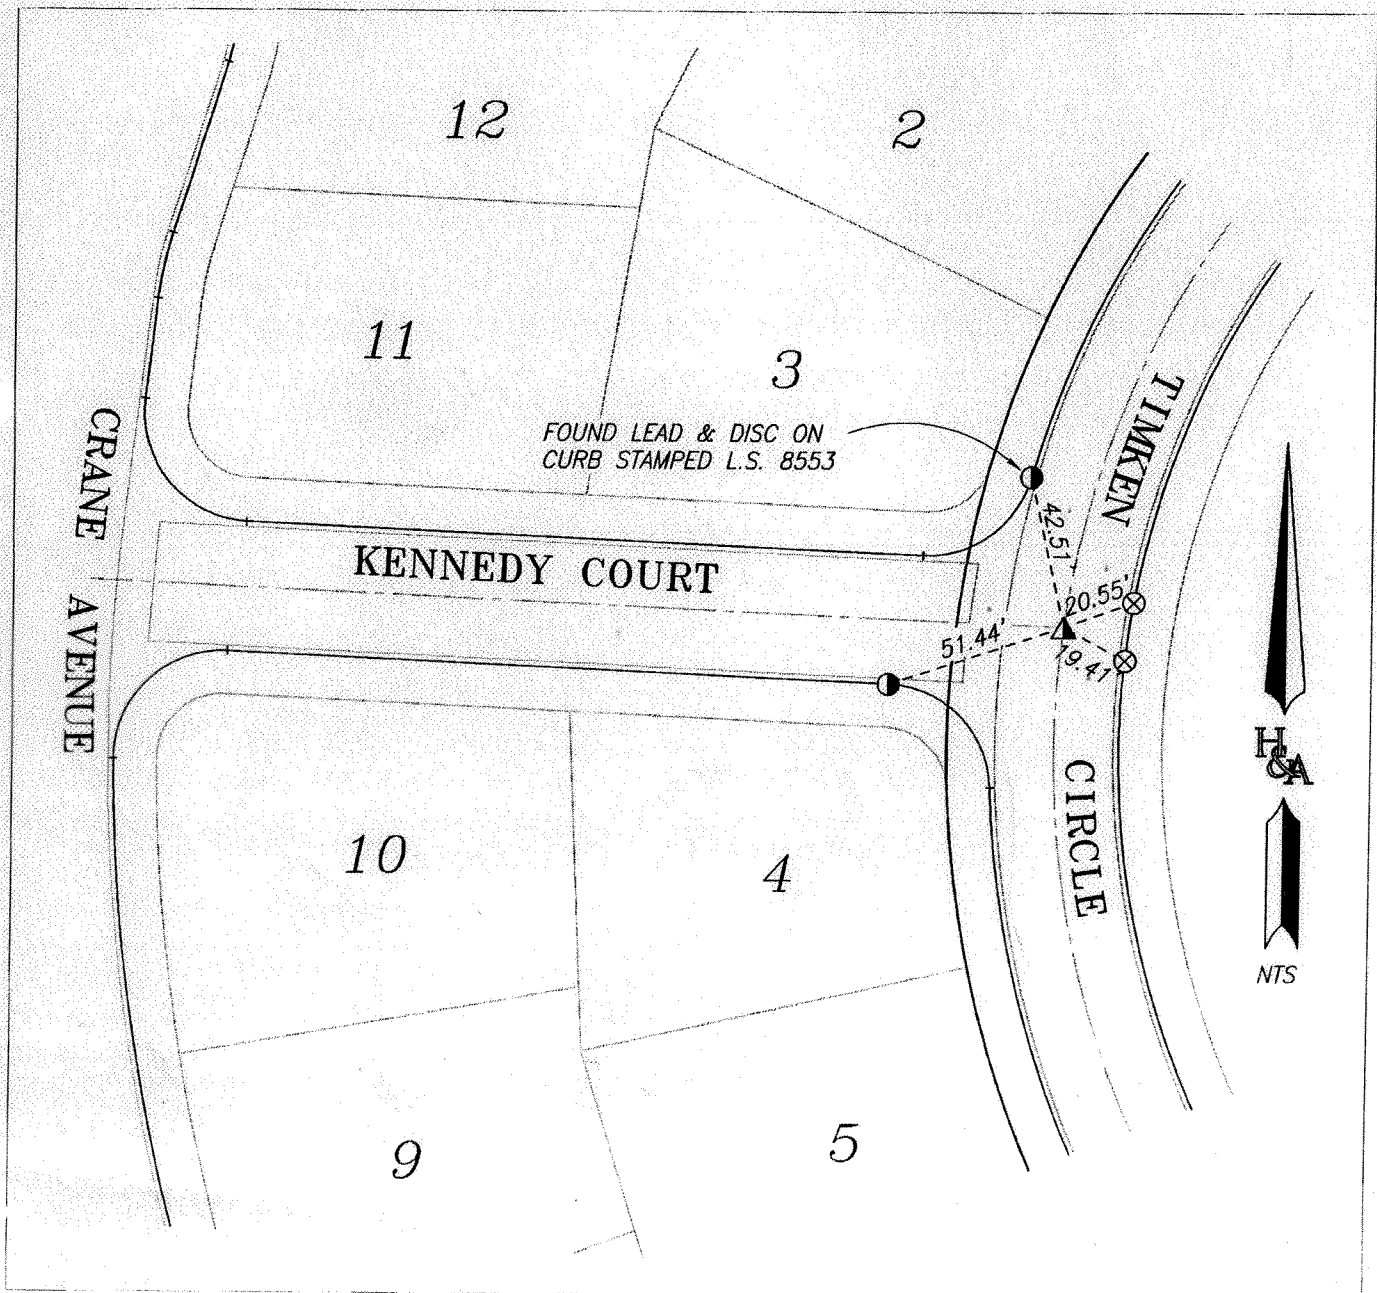 12
2
11
3
FOUND LEAD & DISC ON
CURB STAMPED L.S. 8553
TIMKEN
CIRCLE
CRANE
AVENUE
KENNEDY COURT
42.51'
20.55'
51.44'
19.41'
H&A
NTS
10
4
9
5